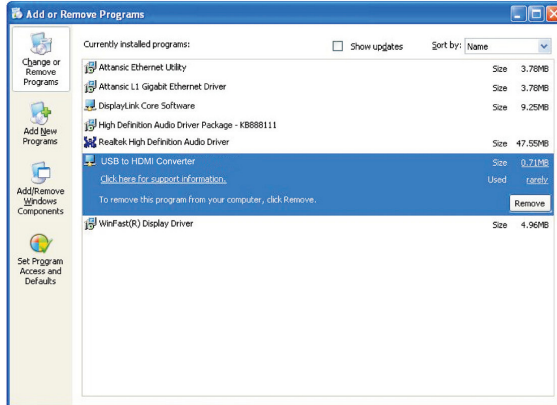 Add or Remove Programs
Change or
Remove
Programs
Add New
Programs
Add/Remove
Windows
Components
Set Program
Access and
Defaults
Currently installed programs:
Show updates
Sort by: Name
Attansic Ethernet Utility Size 3.78MB
Attansic L1 Gigabit Ethernet Driver Size 3.78MB
DisplayLink Core Software Size 9.25MB
High Definition Audio Driver Package - KB888111
Realtek High Definition Audio Driver Size 47.55MB
USB to HDMI Converter Size 0.71MB
Click here for support information. Used rarely
To remove this program from your computer, click Remove. Remove
WinFast(R) Display Driver Size 4.96MB